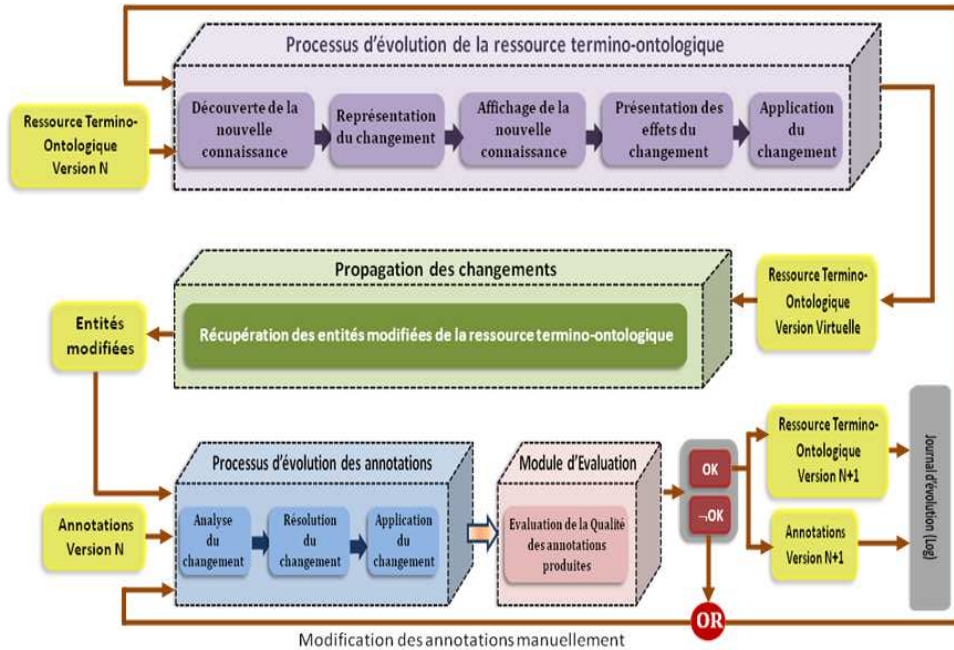 Processus d'évolution de la ressource termino-ontologique
Ressource Termino-
Ontologique
Version N
Découverte de la
nouvelle
connaissance
Représentation
du changement
Affichage de la
nouvelle
connaissance
Présentation des
effets du
changement
Application
du
changement
Propagation des changements
Récupération des entités modifiées de la ressource termino-ontologique
Ressource Termino-
Ontologique
Version Virtuelle
Entités
modifiées
Processus d'évolution des annotations
Annotations
Version N
Analyse
du
changement
Résolution
du
changement
Application
du
changement
Module d'Evaluation
Evaluation de la Qualité
des annotations
produites
OK
¬OK
OR
Ressource Termino-
Ontologique
Version N+1
Annotations
Version N+1
Journal d'évolution (Log)
Modification des annotations manuellement